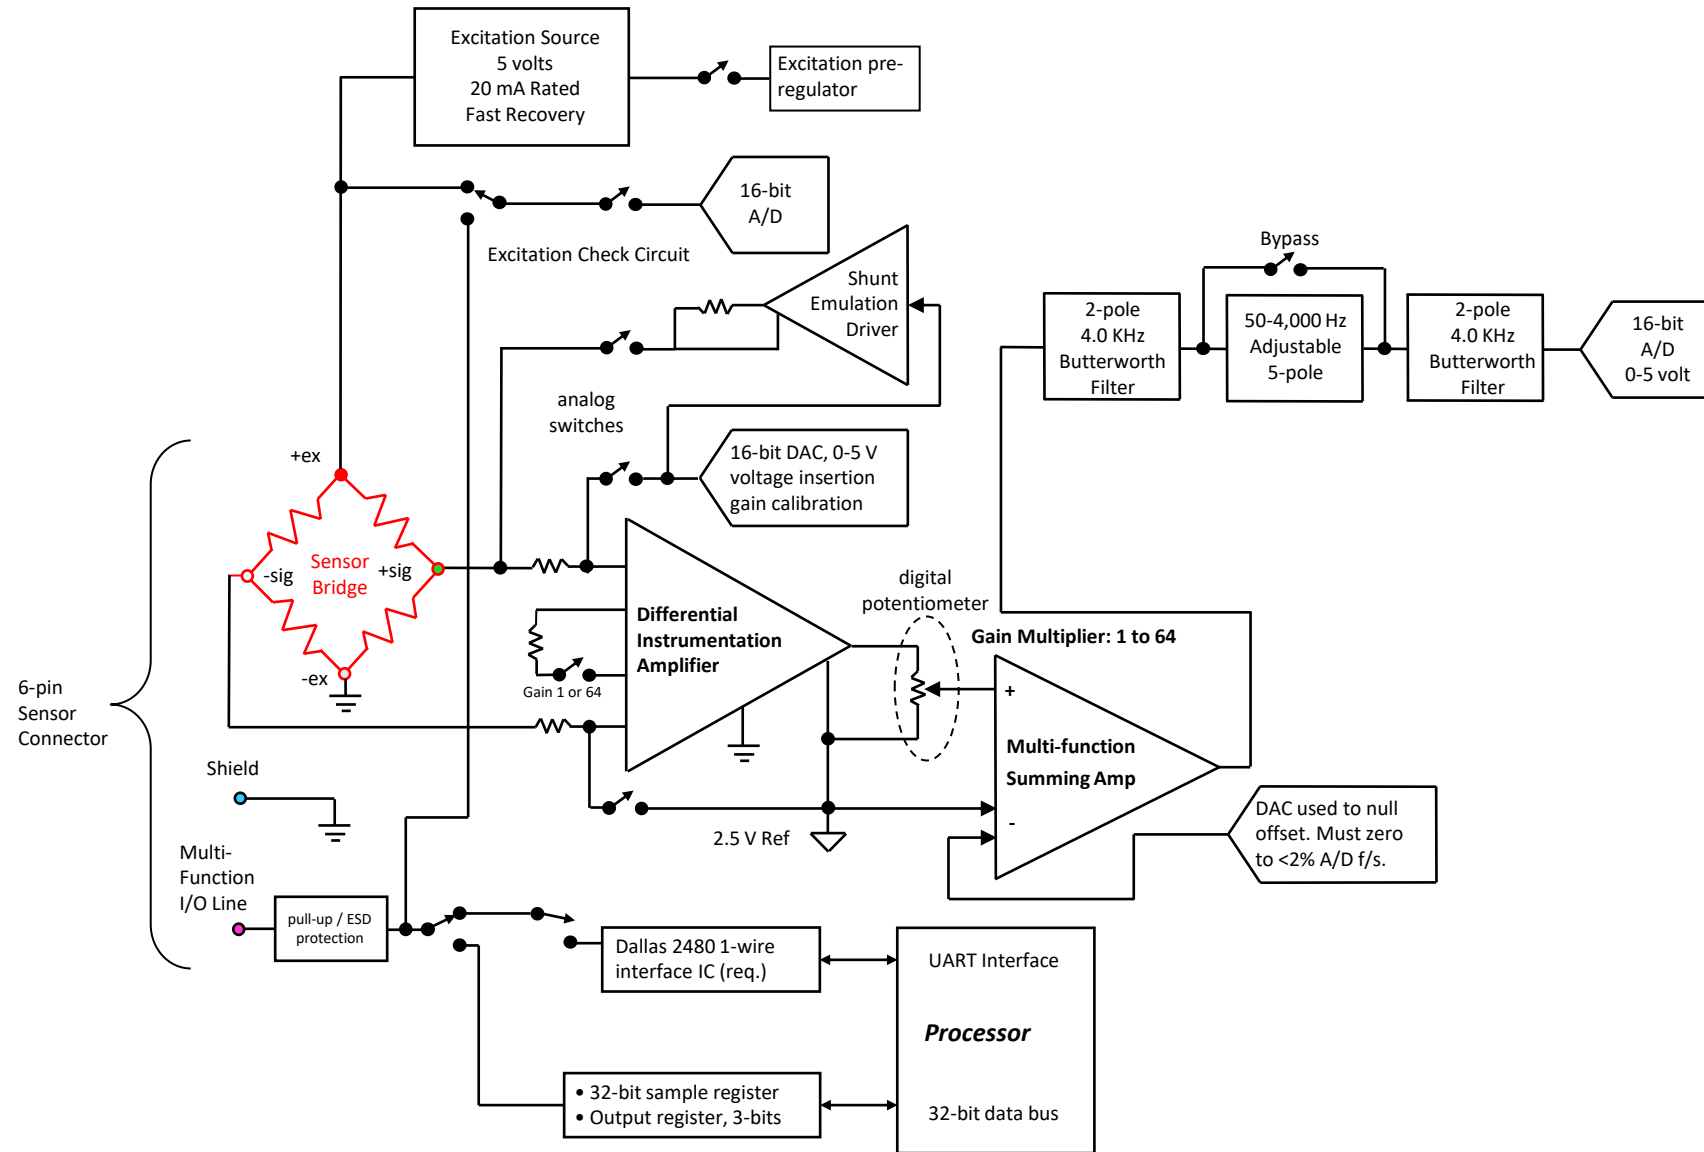 Excitation Source
5 volts
20 mA Rated
Fast Recovery
Excitation pre-
regulator
16-bit
A/D
Excitation Check Circuit
Shunt
Emulation
Driver
Bypass
2-pole
4.0 KHz
Butterworth
Filter
50-4,000 Hz
Adjustable
5-pole
2-pole
4.0 KHz
Butterworth
Filter
16-bit
A/D
0-5 volt
analog
switches
16-bit DAC, 0-5 V
voltage insertion
gain calibration
+ex
-sig
Sensor
Bridge
+sig
-ex
6-pin
Sensor
Connector
Differential
Instrumentation
Amplifier
Gain 1 or 64
digital
potentiometer
Gain Multiplier: 1 to 64
+
Multi-function
Summing Amp
-
2.5 V Ref
DAC used to null
offset. Must zero
to <2% A/D f/s.
Shield
Multi-
Function
I/O Line
pull-up / ESD
protection
Dallas 2480 1-wire
interface IC (req.)
UART Interface
Processor
32-bit data bus
• 32-bit sample register
• Output register, 3-bits